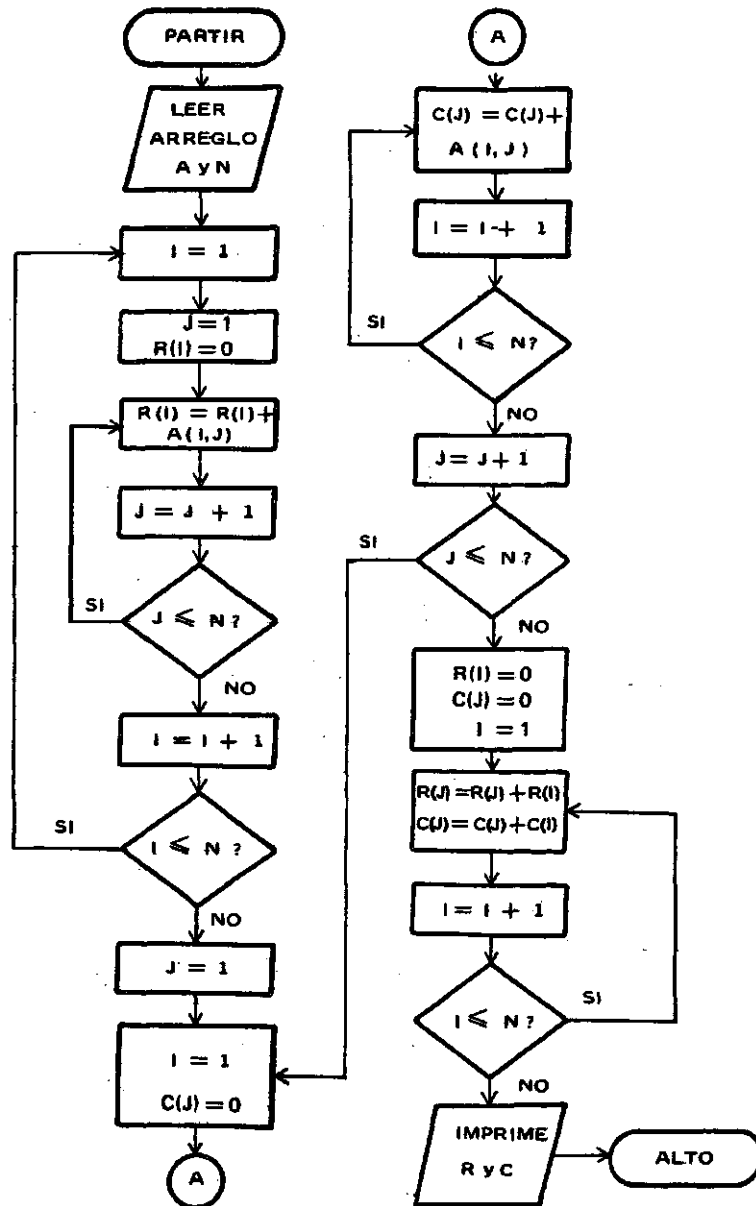 PARTIR
LEER
ARREGLO
A y N
I = 1
J = 1
R(I) = 0
R(I) = R(I) +
A(I,J)
J = J + 1
J ≤ N?
SI
NO
I = I + 1
I ≤ N?
SI
NO
J = 1
I = 1
C(J) = 0
A
A
C(J) = C(J) +
A(I,J)
I = I + 1
I ≤ N?
SI
NO
J = J + 1
J ≤ N?
SI
NO
R(I) = 0
C(J) = 0
I = 1
R(J) = R(J) + R(I)
C(J) = C(J) + C(I)
I = I + 1
I ≤ N?
SI
NO
IMPRIME
R y C
ALTO